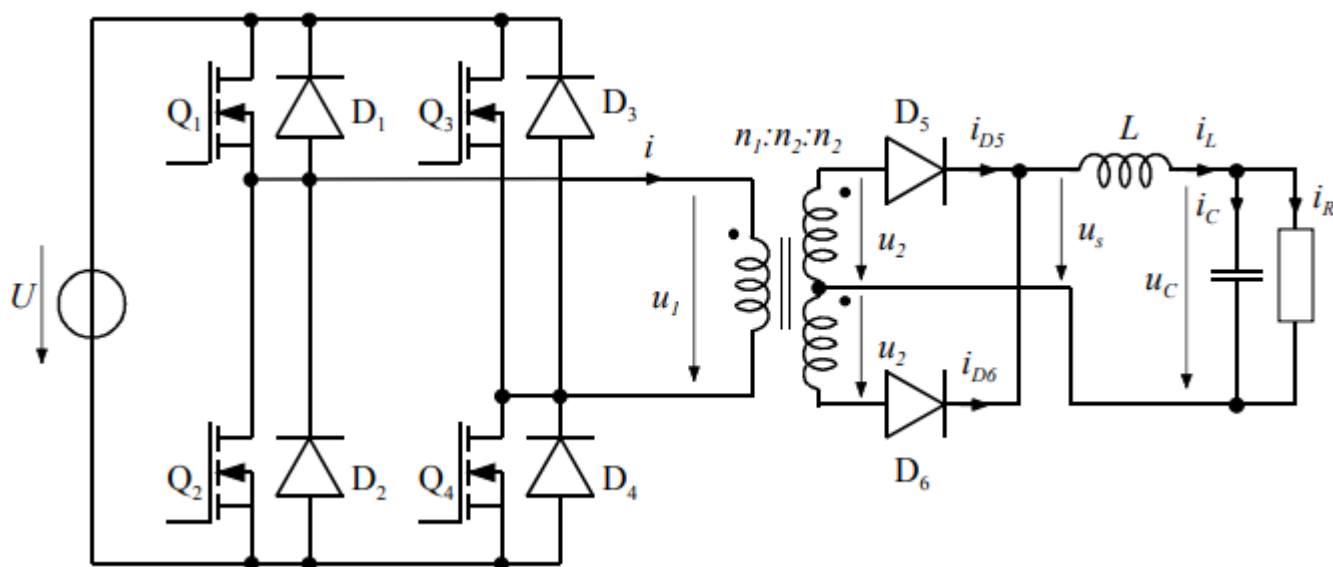 Q1
D1
Q3
D3
i
n1:n2:n2
D5
iD5
L
iL
iC
iR
U
u1
u2
us
uC
u2
iD6
D6
Q2
D2
Q4
D4